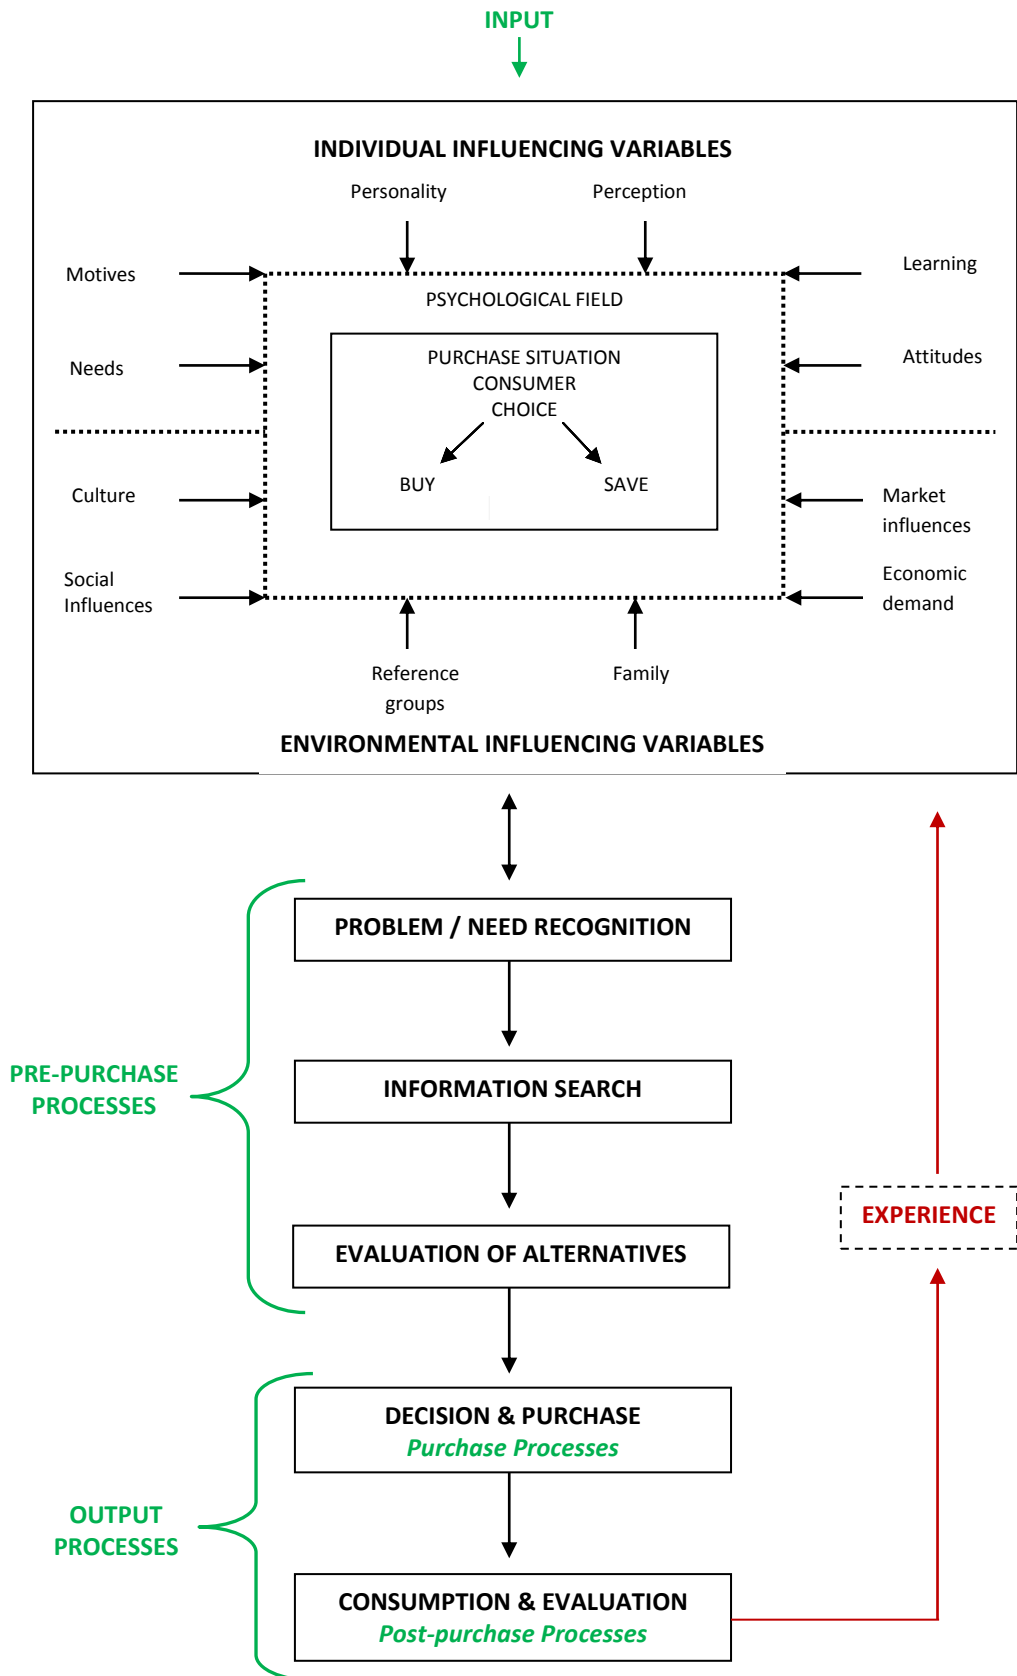 INPUT
INDIVIDUAL INFLUENCING VARIABLES
Personality
Perception
Motives
Learning
PSYCHOLOGICAL FIELD
Needs
PURCHASE SITUATION
CONSUMER
CHOICE
Attitudes
BUY
SAVE
Culture
Market
influences
Social
Influences
Economic
demand
Reference
groups
Family
ENVIRONMENTAL INFLUENCING VARIABLES
PROBLEM / NEED RECOGNITION
PRE-PURCHASE
PROCESSES
INFORMATION SEARCH
EXPERIENCE
EVALUATION OF ALTERNATIVES
DECISION & PURCHASE
Purchase Processes
OUTPUT
PROCESSES
CONSUMPTION & EVALUATION
Post-purchase Processes